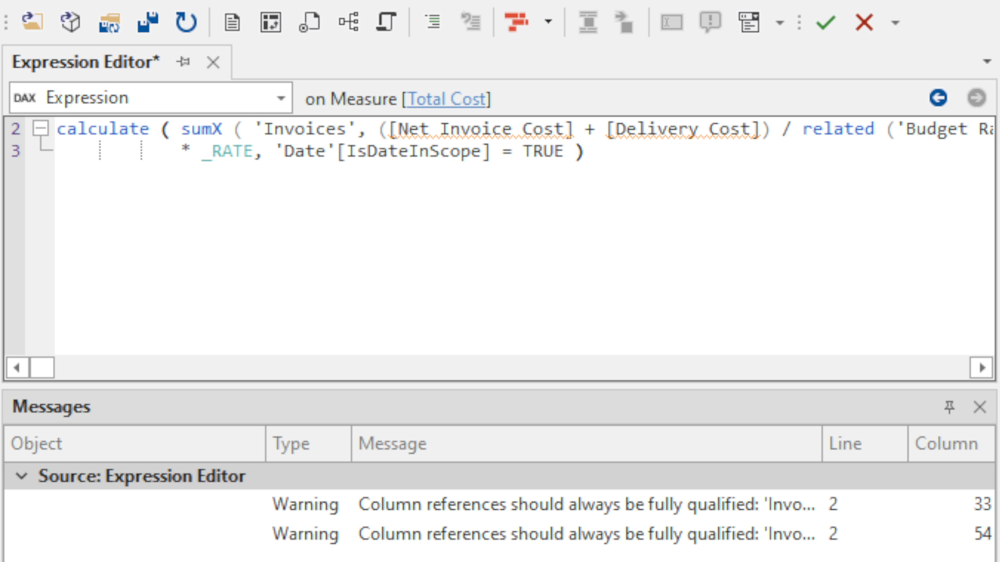 Expression Editor*
DAX Expression on Measure [Total Cost]
2 calculate ( sumX ( 'Invoices', ([Net Invoice Cost] + [Delivery Cost]) / related ('Budget Ra
3 * _RATE, 'Date'[IsDateInScope] = TRUE )
Messages
Object Type Message Line Column
Source: Expression Editor
Warning Column references should always be fully qualified: 'Invo... 2 33
Warning Column references should always be fully qualified: 'Invo... 2 54